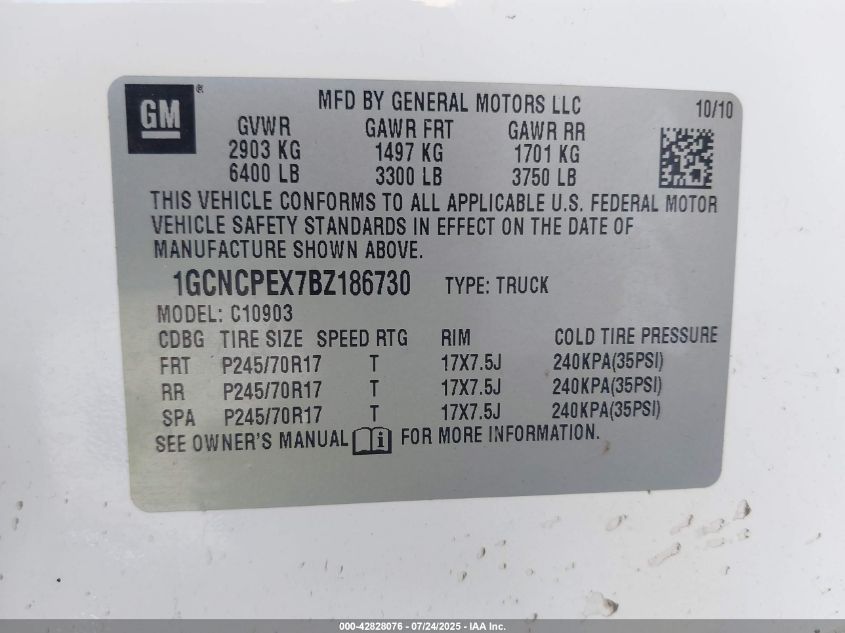 GM ® MFD BY GENERAL MOTORS LLC 10/10
GVWR GAWR FRT GAWR RR
2903 KG 1497 KG 1701 KG
6400 LB 3300 LB 3750 LB
THIS VEHICLE CONFORMS TO ALL APPLICABLE U.S. FEDERAL MOTOR
VEHICLE SAFETY STANDARDS IN EFFECT ON THE DATE OF
MANUFACTURE SHOWN ABOVE.
1GCNCPEX7BZ186730 TYPE: TRUCK
MODEL: C10903
CDBG TIRE SIZE SPEED RTG RIM COLD TIRE PRESSURE
FRT P245/70R17 T 17X7.5J 240KPA(35PSI)
RR P245/70R17 T 17X7.5J 240KPA(35PSI)
SPA P245/70R17 T 17X7.5J 240KPA(35PSI)
SEE OWNER'S MANUAL i FOR MORE INFORMATION.
000-42828076 - 07/24/2025 - IAA Inc.